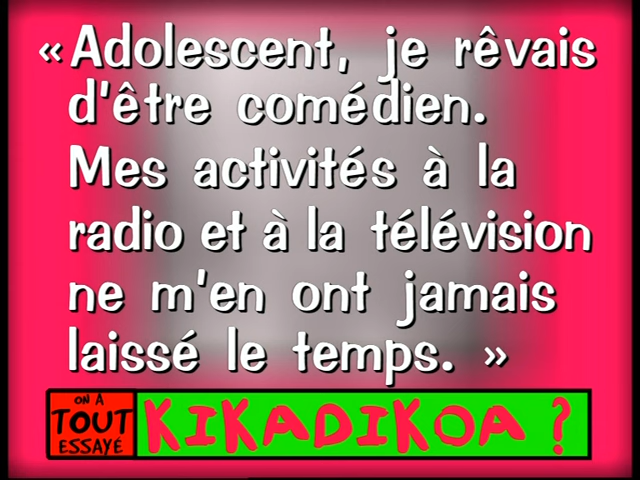 « Adolescent, je rêvais
d'être comédien.
Mes activités à la
radio et à la télévision
ne m'en ont jamais
laissé le temps. »
ON À
TOUT
ESSAYÉ
KIKADIKOA ?